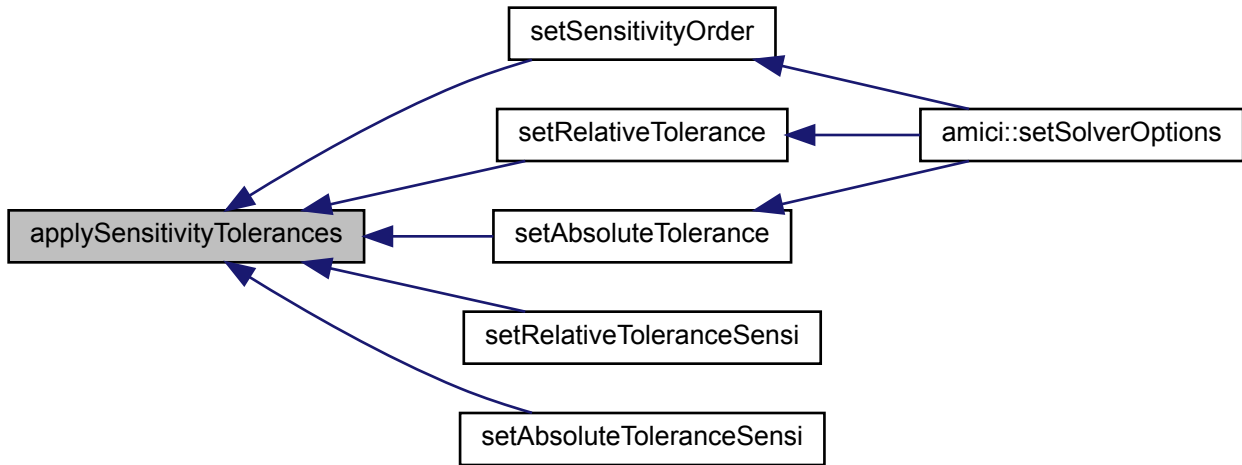 setSensitivityOrder
setRelativeTolerance
amici::setSolverOptions
applySensitivityTolerances
setAbsoluteTolerance
setRelativeToleranceSensi
setAbsoluteToleranceSensi